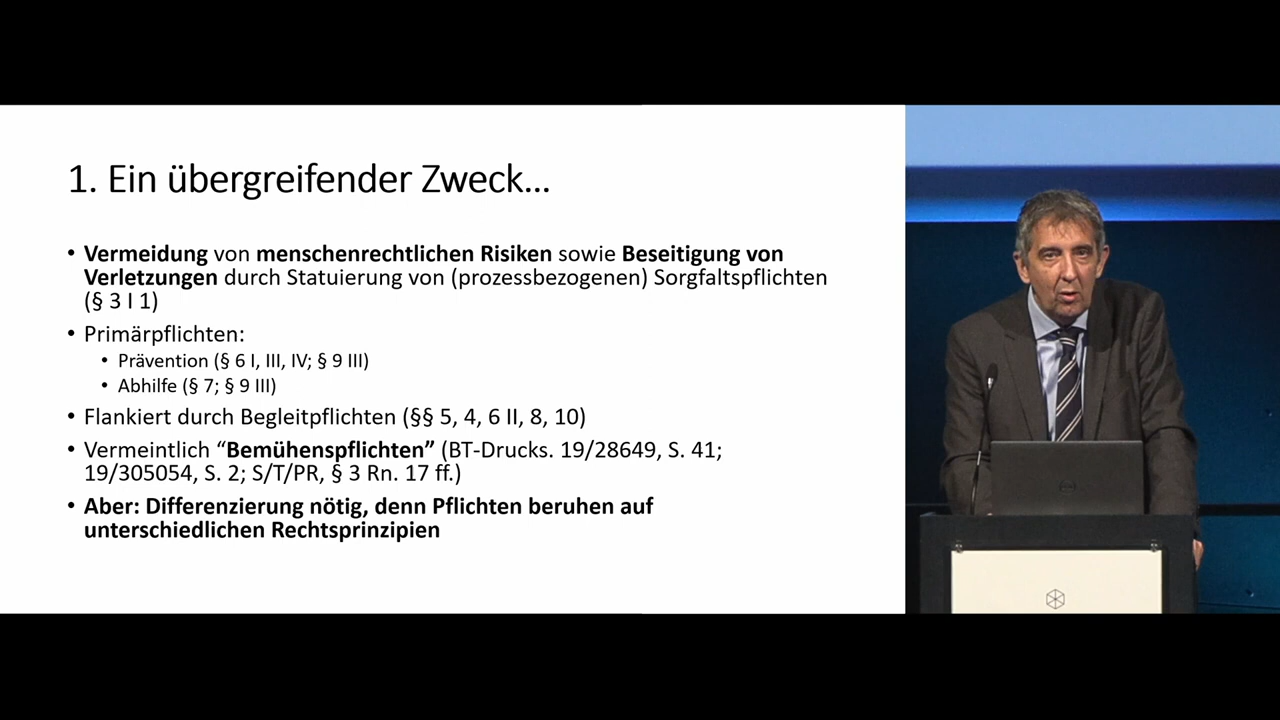 1. Ein übergreifender Zweck...
• Vermeidung von menschenrechtlichen Risiken sowie Beseitigung von
Verletzungen durch Statuierung von (prozessbezogenen) Sorgfaltspflichten
(§ 3 I 1)
• Primärpflichten:
• Prävention (§ 6 I, III, IV; § 9 III)
• Abhilfe (§ 7; § 9 III)
• Flankiert durch Begleitpflichten (§§ 5, 4, 6 II, 8, 10)
• Vermeintlich “Bemühenspflichten” (BT-Drucks. 19/28649, S. 41;
19/305054, S. 2; S/T/PR, § 3 Rn. 17 ff.)
• Aber: Differenzierung nötig, denn Pflichten beruhen auf
unterschiedlichen Rechtsprinzipien